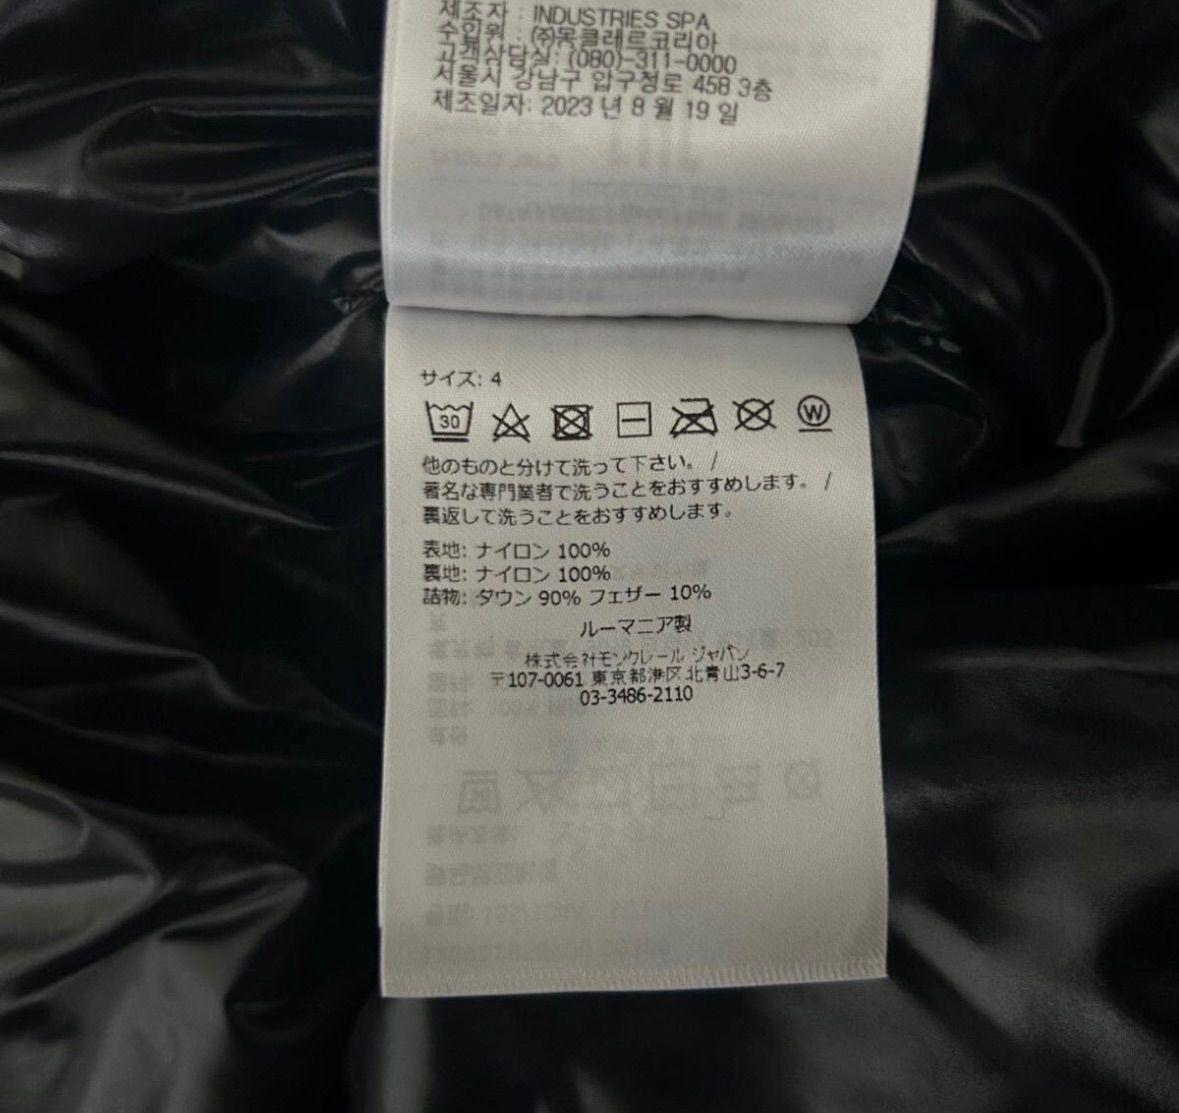 제조자 : INDUSTRIES SPA
수입원 : (주)몽클레르코리아
고객상담실: (080)-311-0000
서울시 강남구 압구정로 458 3층
제조일자: 2023 년 8 월 19 일
サイズ: 4
30
W
他のものと分けて洗って下さい。 /
著名な専門業者で洗うことをおすすめします。 /
裏返して洗うことをおすすめします。
表地: ナイロン 100%
裏地: ナイロン 100%
詰物: ダウン 90% フェザー 10%
ルーマニア製
株式会社モンクレール ジャパン
〒107-0061 東京都港区北青山3-6-7
03-3486-2110